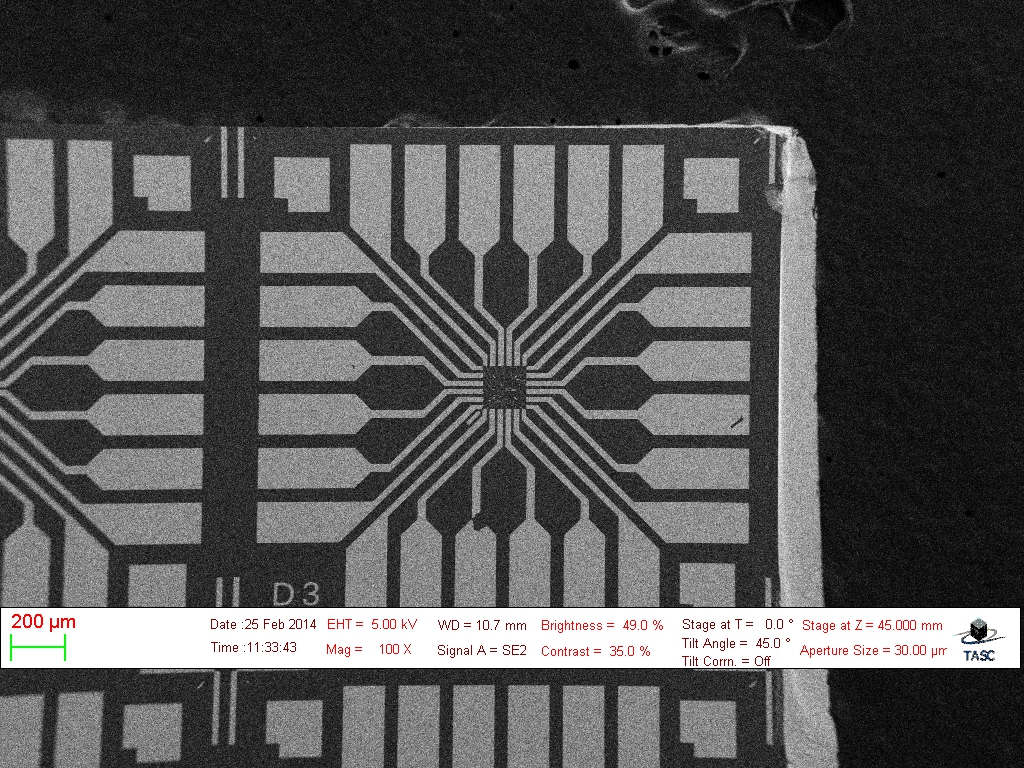 D3
200 µm
Date :25 Feb 2014
Time :11:33:43
EHT = 5.00 kV
Mag = 100 X
WD = 10.7 mm
Signal A = SE2
Brightness = 49.0 %
Contrast = 35.0 %
Stage at T = 0.0 °
Tilt Angle = 45.0 °
Tilt Corrn. = Off
Stage at Z = 45.000 mm
Aperture Size = 30.00 µm
TASC